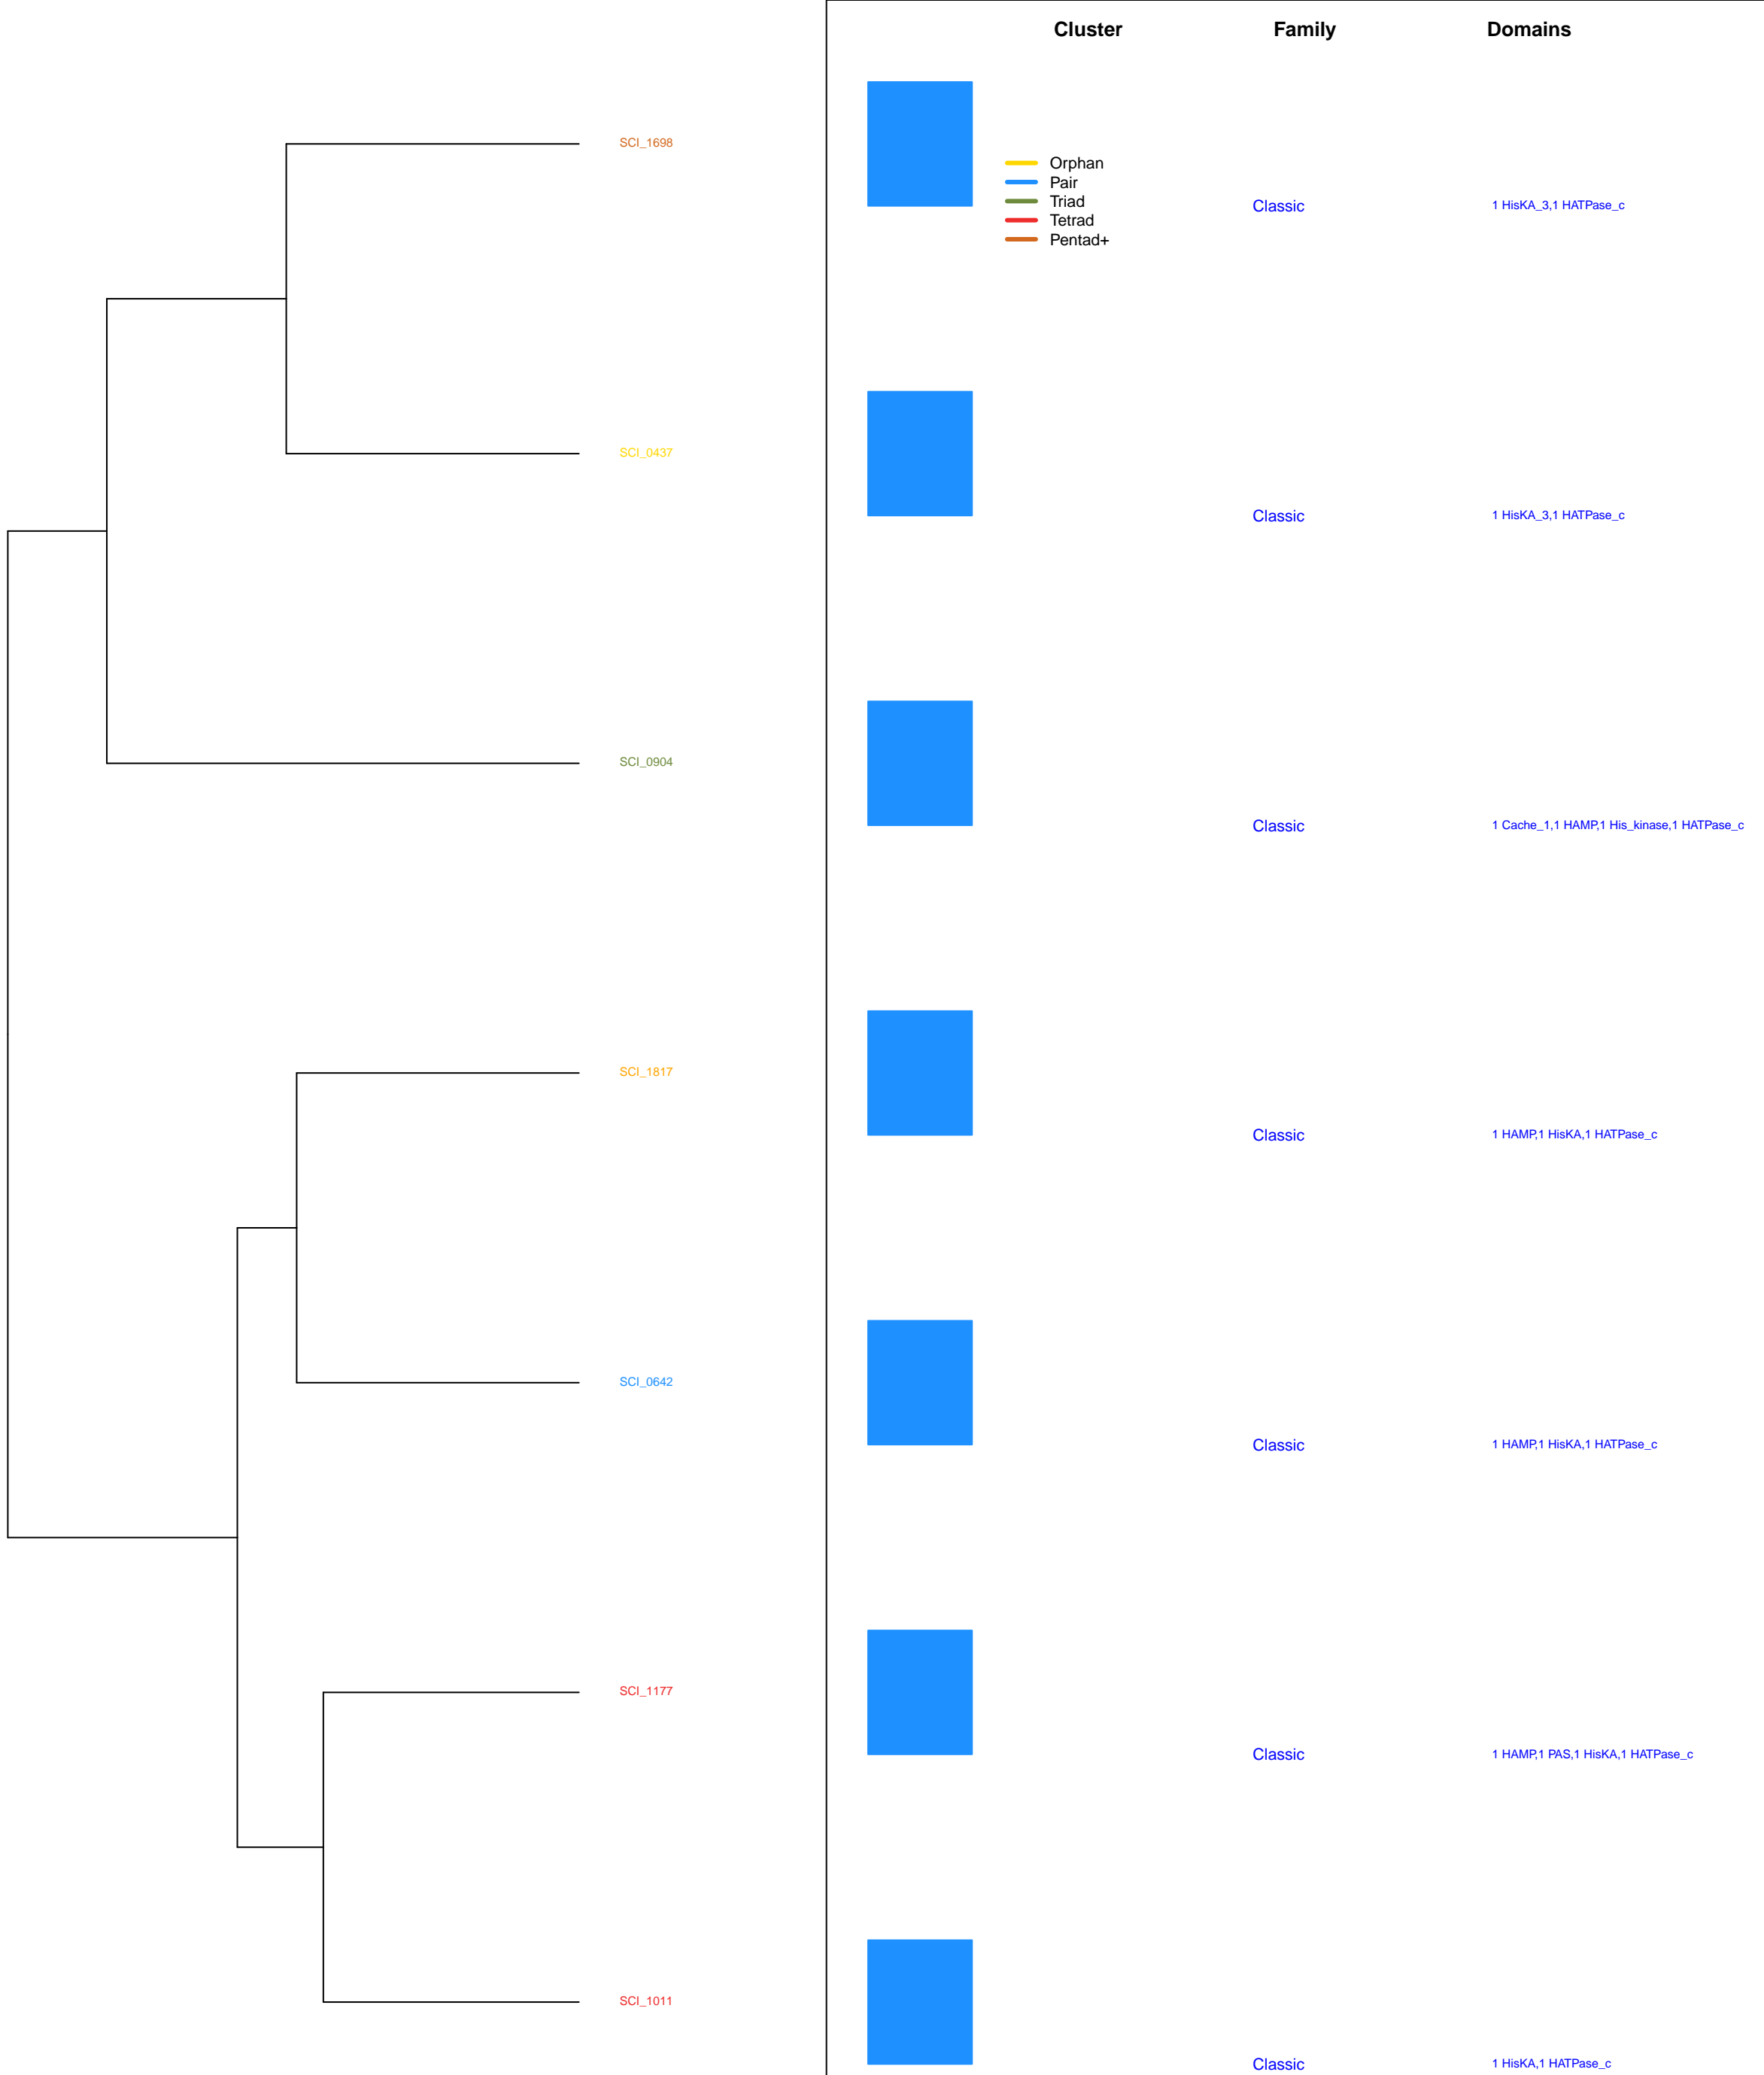 Cluster Family Domains
SCI_1698
Orphan
Pair
Triad
Tetrad
Pentad+
Classic 1 HisKA_3,1 HATPase_c
SCI_0437
Classic 1 HisKA_3,1 HATPase_c
SCI_0904
Classic 1 Cache_1,1 HAMP,1 His_kinase,1 HATPase_c
SCI_1817
Classic 1 HAMP,1 HisKA,1 HATPase_c
SCI_0642
Classic 1 HAMP,1 HisKA,1 HATPase_c
SCI_1177
Classic 1 HAMP,1 PAS,1 HisKA,1 HATPase_c
SCI_1011
Classic 1 HisKA,1 HATPase_c